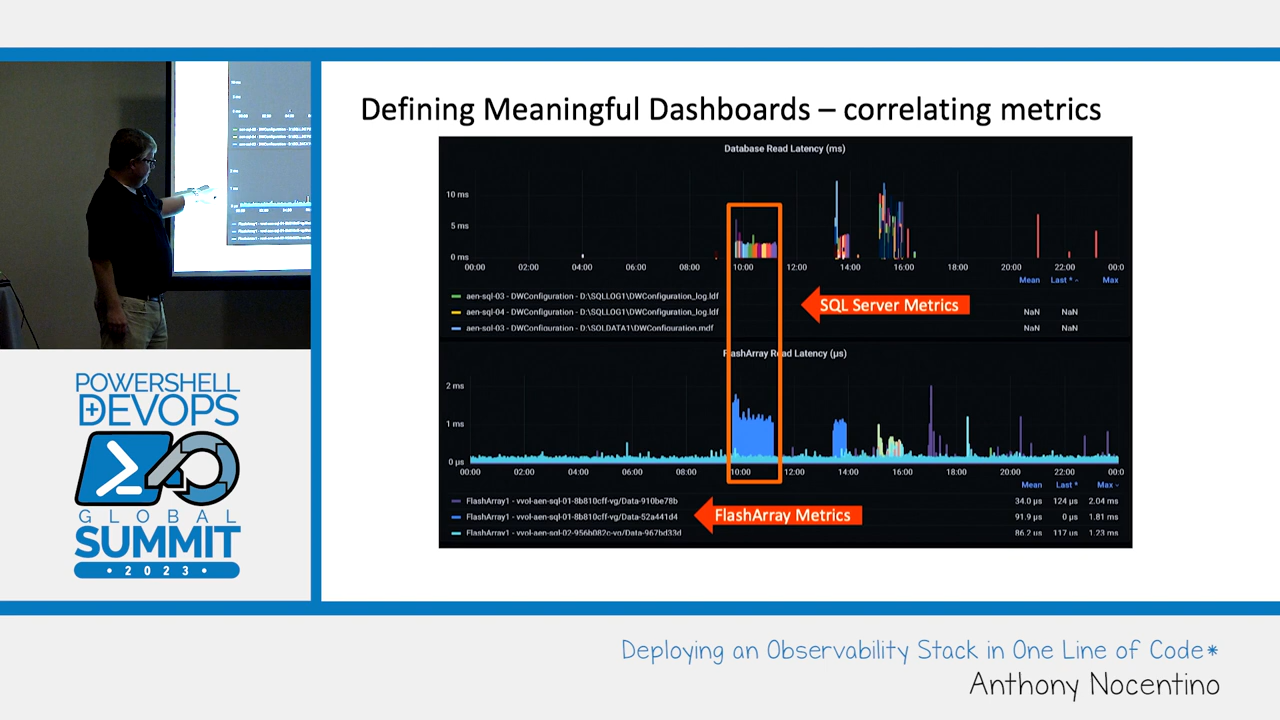 Defining Meaningful Dashboards – correlating metrics
Database Read Latency (ms)
10 ms
5 ms
0 ms
00:00 02:00 04:00 06:00 08:00 10:00 12:00 14:00 16:00 18:00 20:00 22:00 00:0
Mean Last * Max
aen-sql-03 - DWConfiguration - D:\SQLLOG1\DWConfiguration_log.ldf
aen-sql-04 - DWConfiguration - D:\SQLLOG1\DWConfiguration_log.ldf NaN NaN
aen-sql-03 - DWConfiguration - D:\SQLDATA1\DWConfiguration.mdf NaN NaN
SQL Server Metrics
FlashArray Read Latency (µs)
2 ms
1 ms
0 µs
00:00 02:00 04:00 06:00 08:00 10:00 12:00 14:00 16:00 18:00 20:00 22:00 00:0
Mean Last * Max
FlashArray1 - vvol-aen-sql-01-8b810cff-vg/Data-910be78b 34.0 µs 124 µs 2.04 ms
FlashArray1 - vvol-aen-sql-01-8b810cff-vg/Data-52a441d4 91.9 µs 0 µs 1.81 ms
FlashArray1 - vvol-aen-sql-02-956b082c-vg/Data-967bd33d 86.2 µs 117 µs 1.23 ms
FlashArray Metrics
POWERSHELL
+DEVOPS
GLOBAL
SUMMIT
• 2023 •
Deploying an Observability Stack in One Line of Code*
Anthony Nocentino